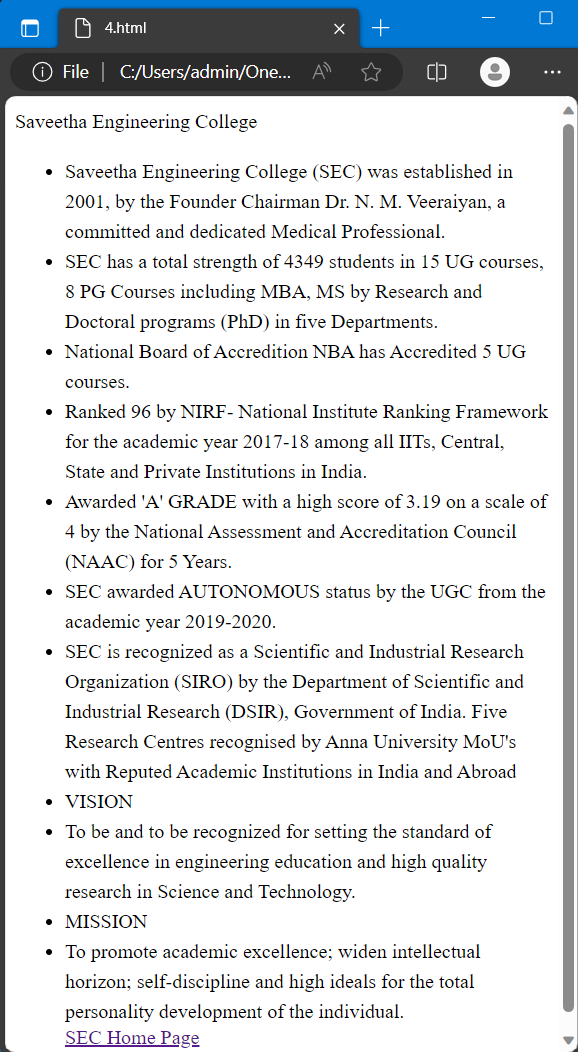 4.html
File
C:/Users/admin/One...
Saveetha Engineering College
Saveetha Engineering College (SEC) was established in
2001, by the Founder Chairman Dr. N. M. Veeraiyan, a
committed and dedicated Medical Professional.
SEC has a total strength of 4349 students in 15 UG courses,
8 PG Courses including MBA, MS by Research and
Doctoral programs (PhD) in five Departments.
National Board of Accredition NBA has Accredited 5 UG
courses.
Ranked 96 by NIRF- National Institute Ranking Framework
for the academic year 2017-18 among all IITs, Central,
State and Private Institutions in India.
Awarded 'A' GRADE with a high score of 3.19 on a scale of
4 by the National Assessment and Accreditation Council
(NAAC) for 5 Years.
SEC awarded AUTONOMOUS status by the UGC from the
academic year 2019-2020.
SEC is recognized as a Scientific and Industrial Research
Organization (SIRO) by the Department of Scientific and
Industrial Research (DSIR), Government of India. Five
Research Centres recognised by Anna University MoU's
with Reputed Academic Institutions in India and Abroad
VISION
To be and to be recognized for setting the standard of
excellence in engineering education and high quality
research in Science and Technology.
MISSION
To promote academic excellence; widen intellectual
horizon; self-discipline and high ideals for the total
personality development of the individual.
SEC Home Page